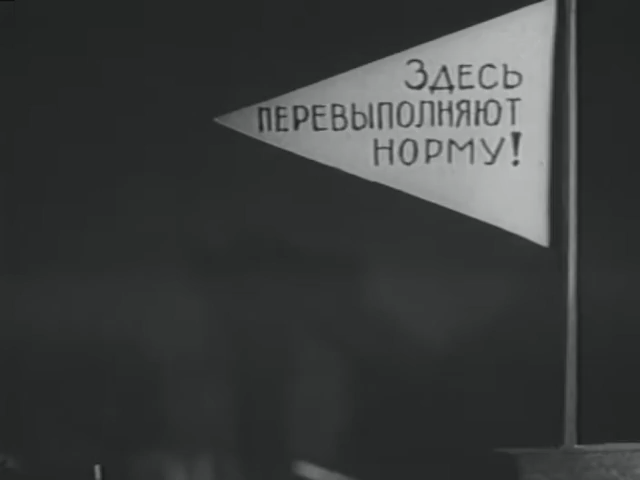 Здесь
перевыполняют
норму!